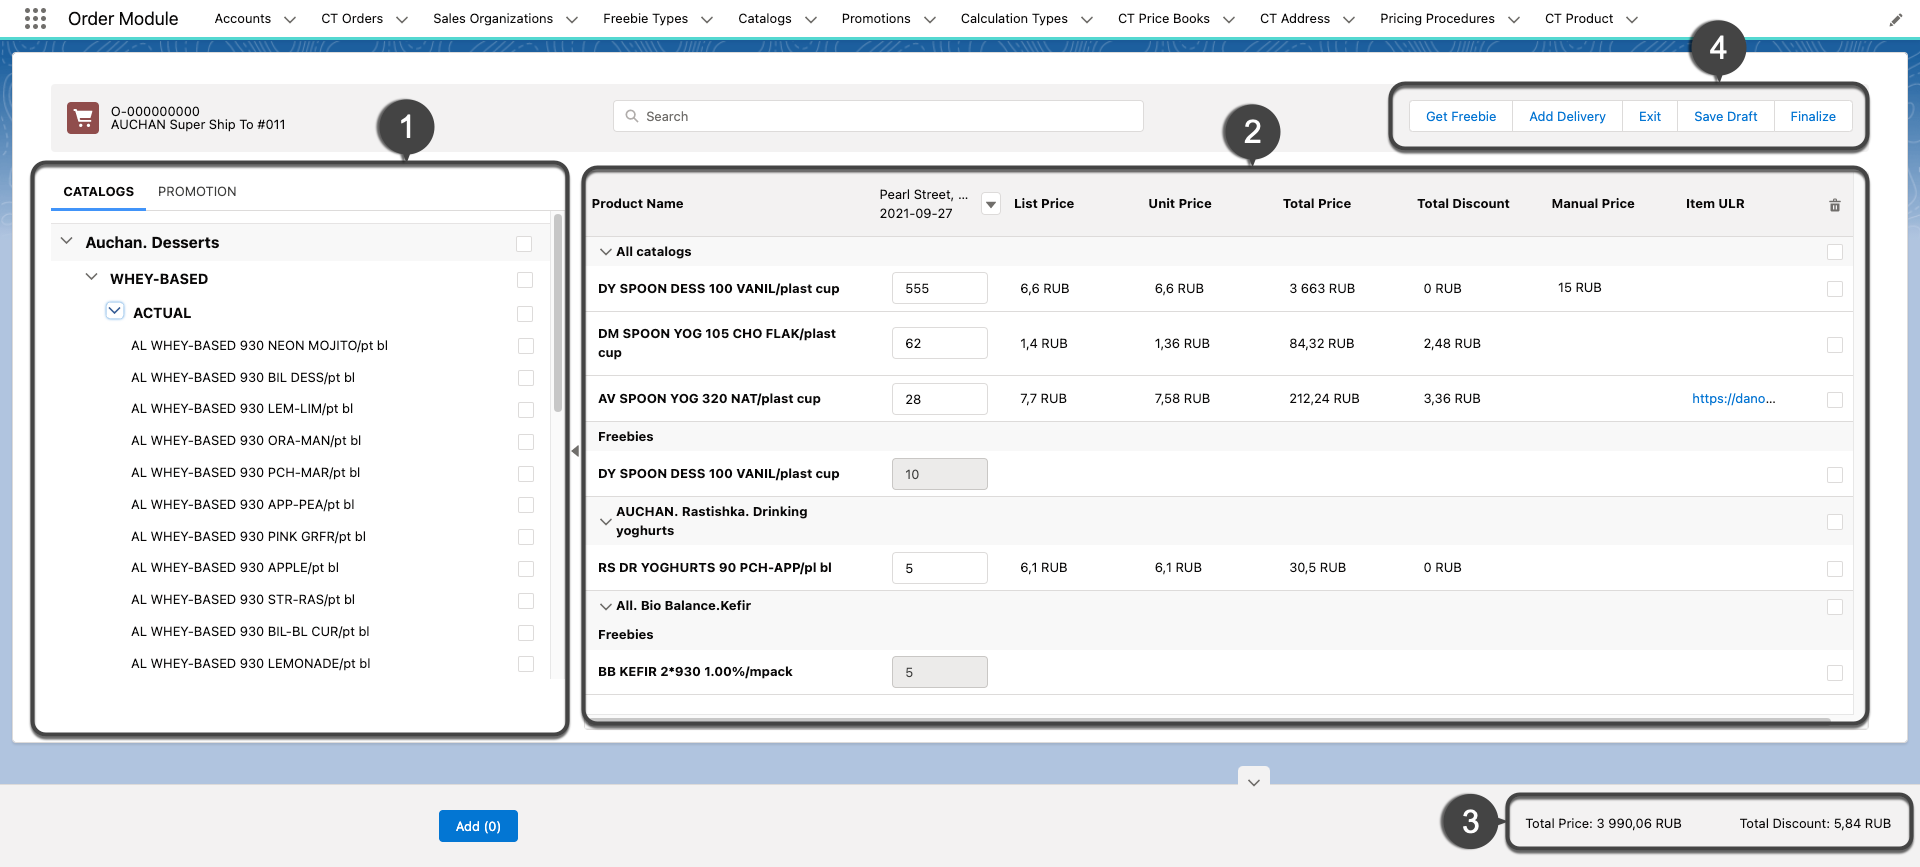 Order Module
Accounts
CT Orders
Sales Organizations
Freebie Types
Catalogs
Promotions
Calculation Types
CT Price Books
CT Address
Pricing Procedures
CT Product
4
O-000000000
AUCHAN Super Ship To #011
1
Search
2
Get Freebie
Add Delivery
Exit
Save Draft
Finalize
CATALOGS
PROMOTION
Auchan. Desserts
WHEY-BASED
ACTUAL
AL WHEY-BASED 930 NEON MOJITO/pt bl
AL WHEY-BASED 930 BIL DESS/pt bl
AL WHEY-BASED 930 LEM-LIM/pt bl
AL WHEY-BASED 930 ORA-MAN/pt bl
AL WHEY-BASED 930 PCH-MAR/pt bl
AL WHEY-BASED 930 APP-PEA/pt bl
AL WHEY-BASED 930 PINK GRFR/pt bl
AL WHEY-BASED 930 APPLE/pt bl
AL WHEY-BASED 930 STR-RAS/pt bl
AL WHEY-BASED 930 BIL-BL CUR/pt bl
AL WHEY-BASED 930 LEMONADE/pt bl
Product Name
Pearl Street, ...
2021-09-27
List Price
Unit Price
Total Price
Total Discount
Manual Price
Item ULR
All catalogs
DY SPOON DESS 100 VANIL/plast cup
555
6,6 RUB
6,6 RUB
3 663 RUB
0 RUB
15 RUB
DM SPOON YOG 105 CHO FLAK/plast
cup
62
1,4 RUB
1,36 RUB
84,32 RUB
2,48 RUB
AV SPOON YOG 320 NAT/plast cup
28
7,7 RUB
7,58 RUB
212,24 RUB
3,36 RUB
https://dano...
Freebies
DY SPOON DESS 100 VANIL/plast cup
10
AUCHAN. Rastishka. Drinking
yoghurts
RS DR YOGHURTS 90 PCH-APP/pl bl
5
6,1 RUB
6,1 RUB
30,5 RUB
0 RUB
All. Bio Balance.Kefir
Freebies
BB KEFIR 2*930 1.00%/mpack
5
Add (0)
3
Total Price: 3 990,06 RUB
Total Discount: 5,84 RUB